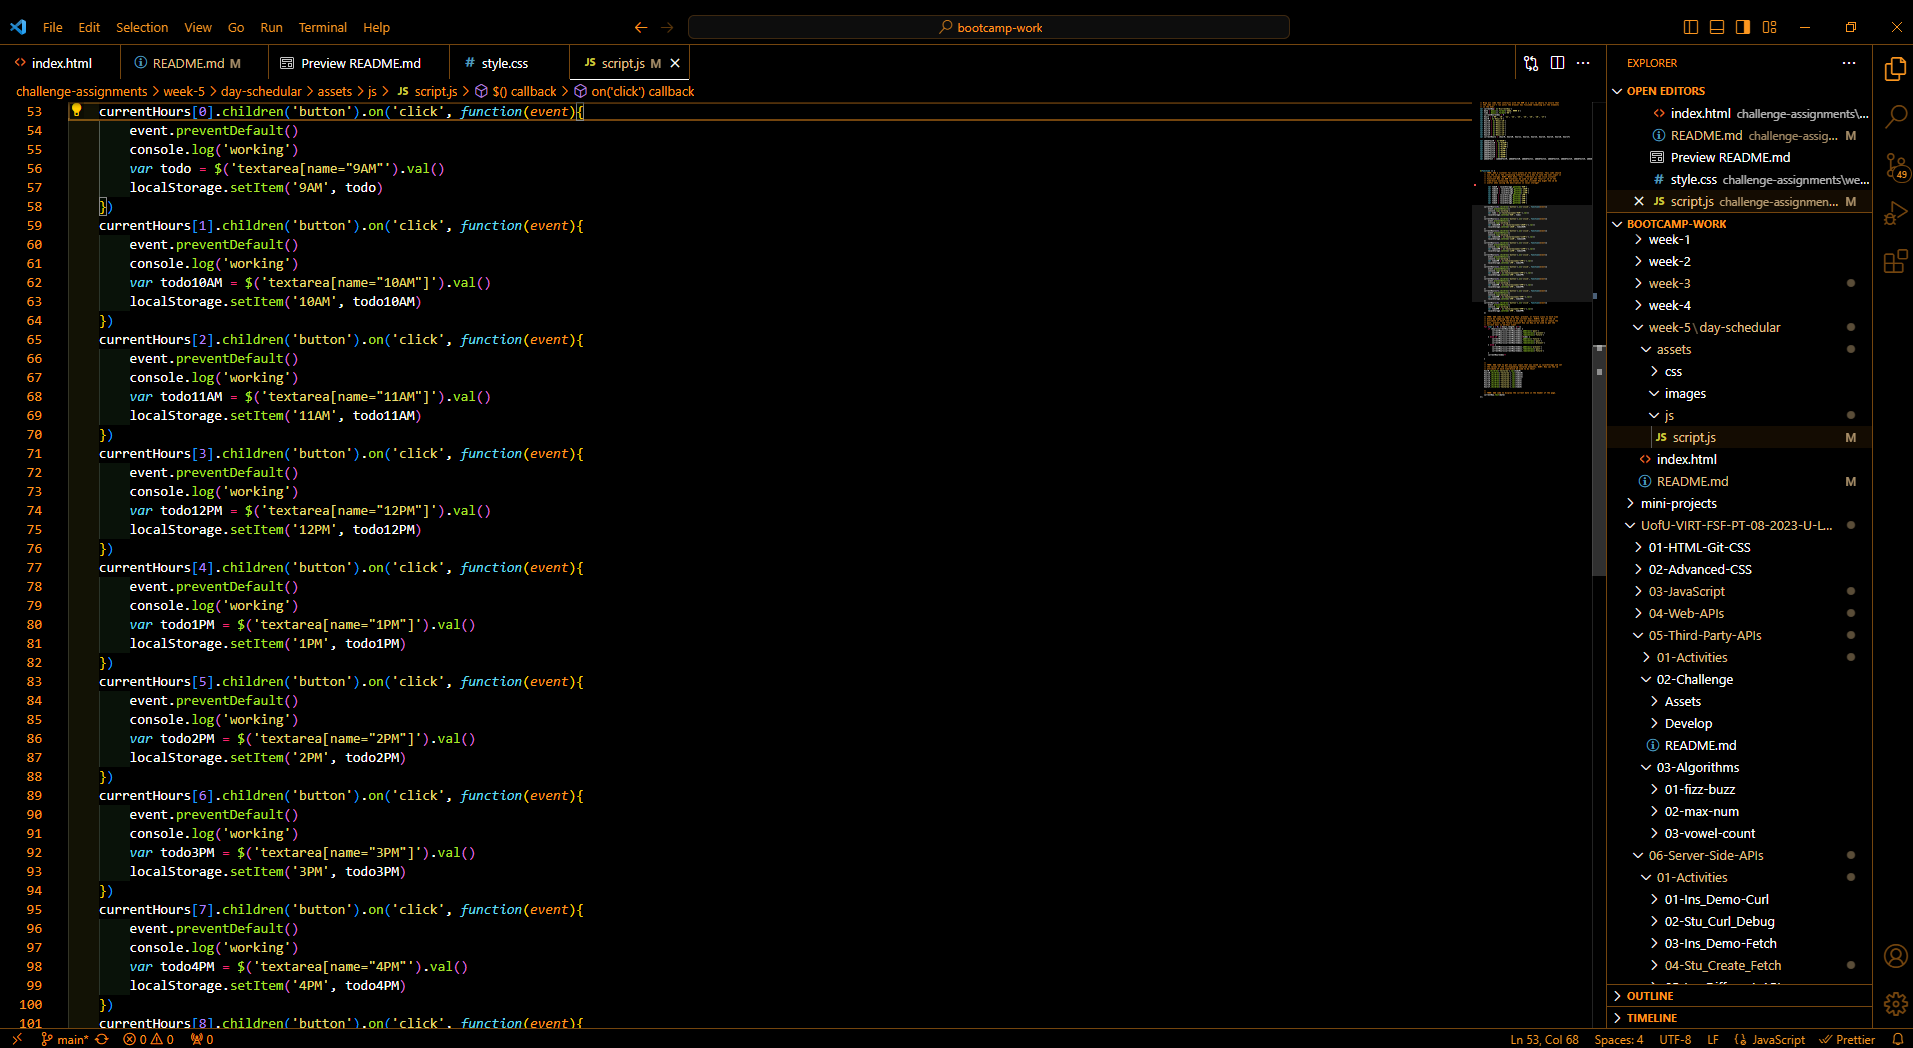 File Edit Selection View Go Run Terminal Help
bootcamp-work
index.html
README.md M
Preview README.md
# style.css
JS script.js M
challenge-assignments > week-5 > day-schedular > assets > js > JS script.js > $() callback > on('click') callback
53 currentHours[0].children('button').on('click', function(event){
54 event.preventDefault()
55 console.log('working')
56 var todo = $('textarea[name="9AM"').val()
57 localStorage.setItem('9AM', todo)
58 })
59 currentHours[1].children('button').on('click', function(event){
60 event.preventDefault()
61 console.log('working')
62 var todo10AM = $('textarea[name="10AM"]').val()
63 localStorage.setItem('10AM', todo10AM)
64 })
65 currentHours[2].children('button').on('click', function(event){
66 event.preventDefault()
67 console.log('working')
68 var todo11AM = $('textarea[name="11AM"]').val()
69 localStorage.setItem('11AM', todo11AM)
70 })
71 currentHours[3].children('button').on('click', function(event){
72 event.preventDefault()
73 console.log('working')
74 var todo12PM = $('textarea[name="12PM"]').val()
75 localStorage.setItem('12PM', todo12PM)
76 })
77 currentHours[4].children('button').on('click', function(event){
78 event.preventDefault()
79 console.log('working')
80 var todo1PM = $('textarea[name="1PM"]').val()
81 localStorage.setItem('1PM', todo1PM)
82 })
83 currentHours[5].children('button').on('click', function(event){
84 event.preventDefault()
85 console.log('working')
86 var todo2PM = $('textarea[name="2PM"]').val()
87 localStorage.setItem('2PM', todo2PM)
88 })
89 currentHours[6].children('button').on('click', function(event){
90 event.preventDefault()
91 console.log('working')
92 var todo3PM = $('textarea[name="3PM"]').val()
93 localStorage.setItem('3PM', todo3PM)
94 })
95 currentHours[7].children('button').on('click', function(event){
96 event.preventDefault()
97 console.log('working')
98 var todo4PM = $('textarea[name="4PM"').val()
99 localStorage.setItem('4PM', todo4PM)
100 })
101 currentHours[8].children('button').on('click', function(event){
EXPLORER
OPEN EDITORS
index.html challenge-assignments\...
README.md challenge-assig... M
Preview README.md
# style.css challenge-assignments\we...
JS script.js challenge-assignmen... M
BOOTCAMP-WORK
week-1
week-2
week-3
week-4
week-5\day-schedular
assets
css
images
js
JS script.js M
index.html
README.md M
mini-projects
UofU-VIRT-FSF-PT-08-2023-U-L...
01-HTML-Git-CSS
02-Advanced-CSS
03-JavaScript
04-Web-APIs
05-Third-Party-APIs
01-Activities
02-Challenge
Assets
Develop
README.md
03-Algorithms
01-fizz-buzz
02-max-num
03-vowel-count
06-Server-Side-APIs
01-Activities
01-Ins_Demo-Curl
02-Stu_Curl_Debug
03-Ins_Demo-Fetch
04-Stu_Create_Fetch
OUTLINE
TIMELINE
49
main* 0 0 0
Ln 53, Col 68 Spaces: 4 UTF-8 LF {} JavaScript Prettier